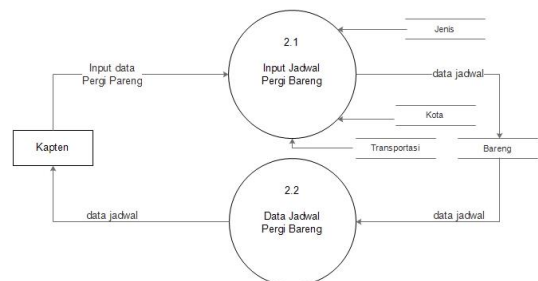 2.1
Input Jadwal
Pergi Bareng
Jenis
Input data
Pergi Pareng
data jadwal
Kota
Kapten
Transportasi
Bareng
2.2
Data Jadwal
Pergi Bareng
data jadwal
data jadwal